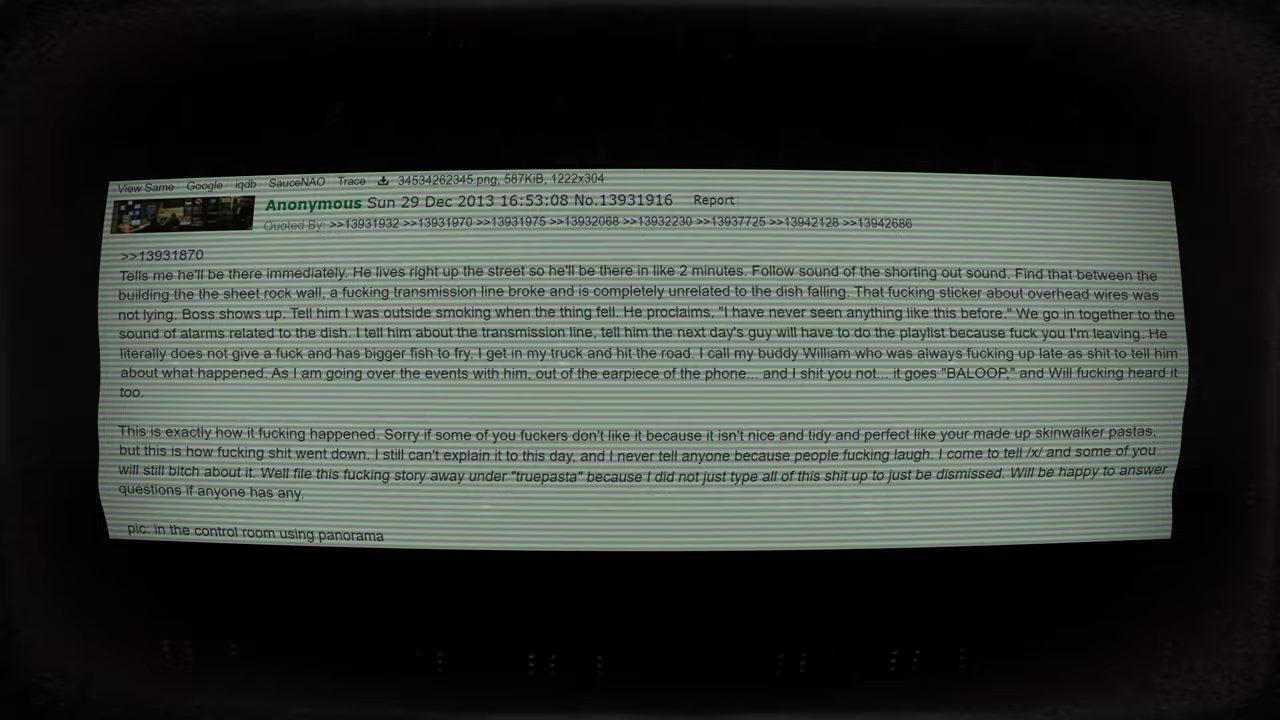 View Same Google iqdb SauceNAO Trace 34534262345.png, 587KiB, 1222x304
Anonymous Sun 29 Dec 2013 16:53:08 No.13931916 Report
Quoted By: >>13931932 >>13931970 >>13931975 >>13932068 >>13932230 >>13937725 >>13942128 >>13942686
>>13931870
Tells me he'll be there immediately. He lives right up the street so he'll be there in like 2 minutes. Follow sound of the shorting out sound. Find that between the
building the the sheet rock wall, a fucking transmission line broke and is completely unrelated to the dish falling. That fucking sticker about overhead wires was
not lying. Boss shows up. Tell him I was outside smoking when the thing fell. He proclaims, "I have never seen anything like this before." We go in together to the
sound of alarms related to the dish. I tell him about the transmission line, tell him the next day's guy will have to do the playlist because fuck you I'm leaving. He
literally does not give a fuck and has bigger fish to fry. I get in my truck and hit the road. I call my buddy William who was always fucking up late as shit to tell him
about what happened. As I am going over the events with him, out of the earpiece of the phone... and I shit you not... it goes "BALOOP," and Will fucking heard it
too.
This is exactly how it fucking happened. Sorry if some of you fuckers don't like it because it isn't nice and tidy and perfect like your made up skinwalker pastas,
but this is how fucking shit went down. I still can't explain it to this day, and I never tell anyone because people fucking laugh. I come to tell /x/ and some of you
will still bitch about it. Well file this fucking story away under "truepasta" because I did not just type all of this shit up to just be dismissed. Will be happy to answer
questions if anyone has any.
pic: in the control room using panorama